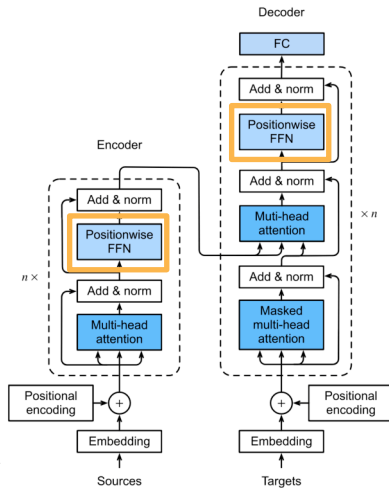 Decoder
FC
Add & norm
Positionwise
FFN
Add & norm
Muti-head
attention
Add & norm
Masked
multi-head
attention
× n
Positional
encoding
+
Embedding
Targets
Encoder
Add & norm
Positionwise
FFN
n ×
Add & norm
Multi-head
attention
Positional
encoding
+
Embedding
Sources